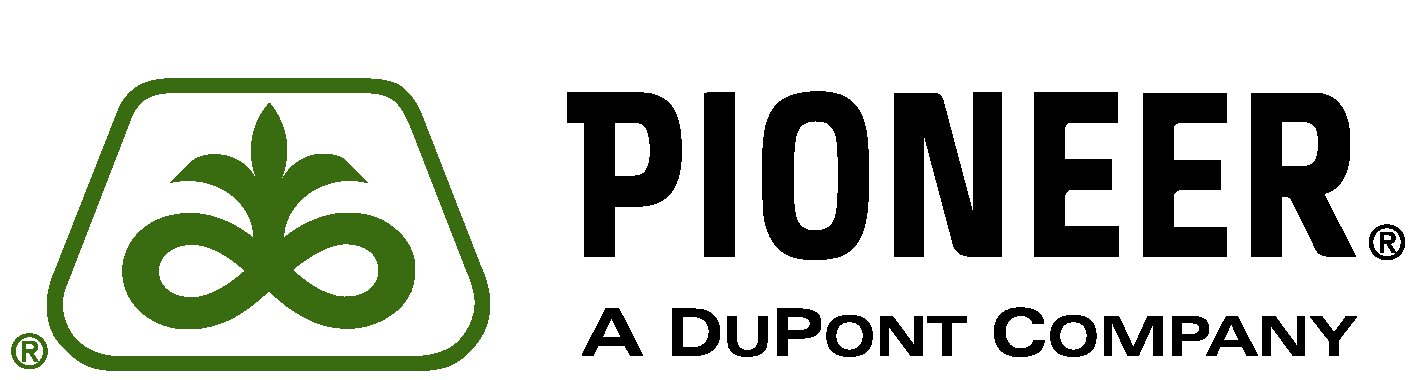 PIONEER®
A DUPONT COMPANY
®